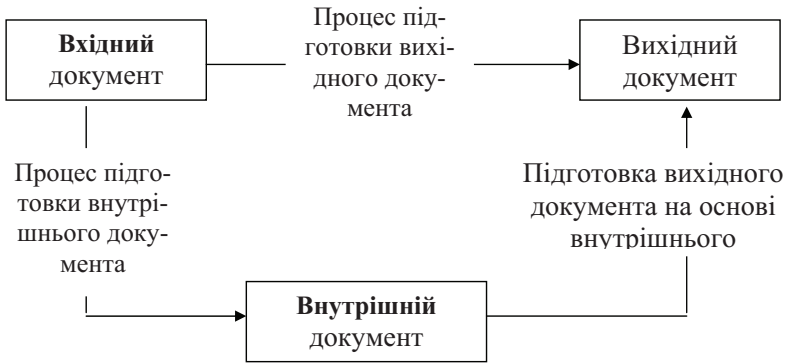 Вхідний
документ
Процес під-
готовки вихі-
дного доку-
мента
Вихідний
документ
Процес підго-
товки внутрі-
шнього доку-
мента
Підготовка вихідного
документа на основі
внутрішнього
Внутрішній
документ